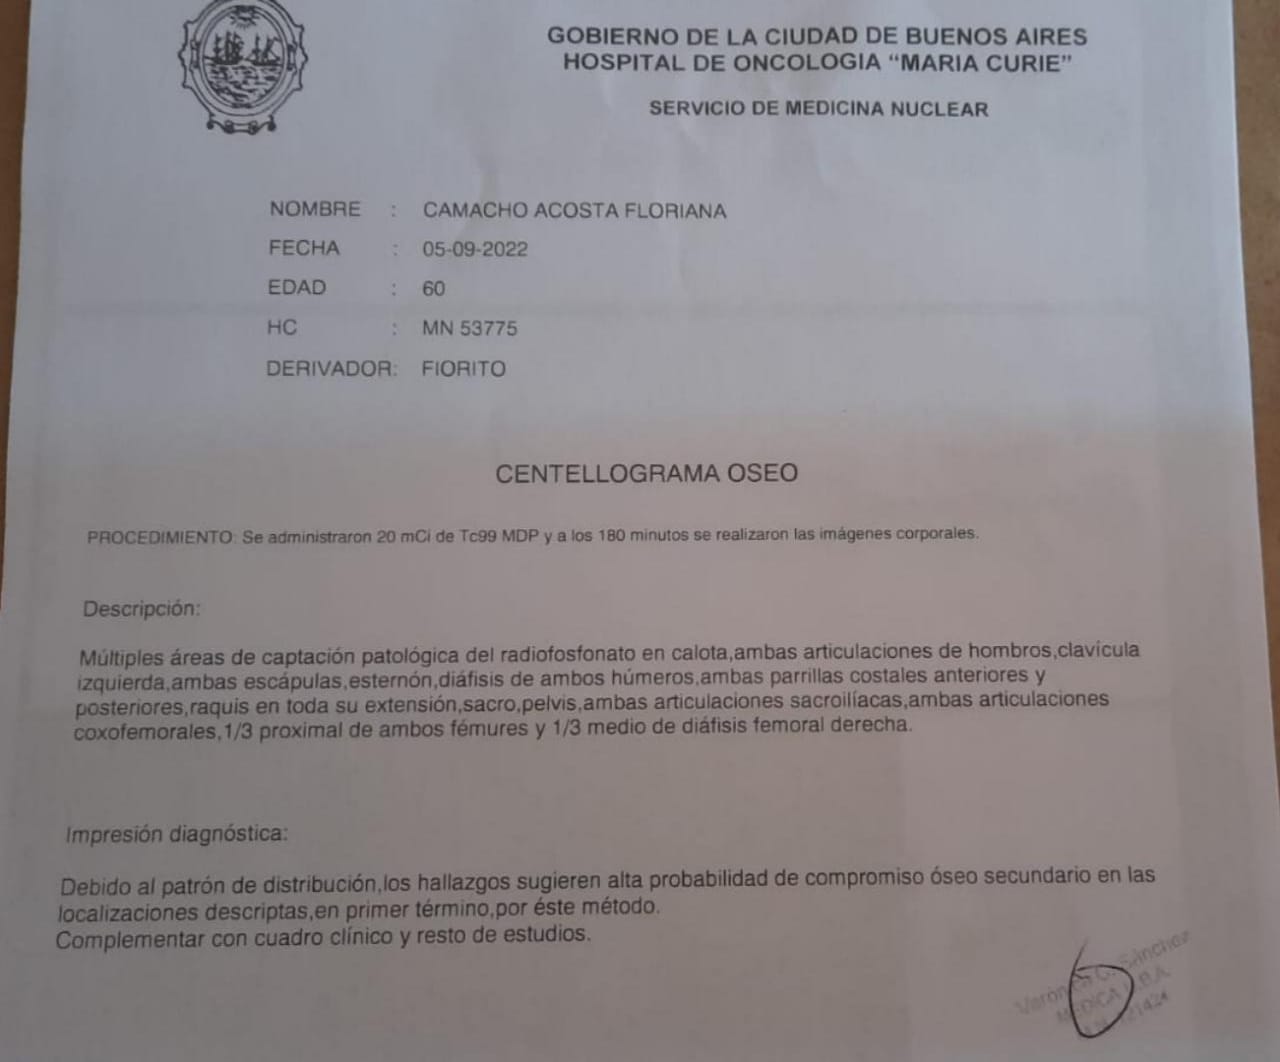 GOBIERNO DE LA CIUDAD DE BUENOS AIRES
HOSPITAL DE ONCOLOGIA “MARIA CURIE”
SERVICIO DE MEDICINA NUCLEAR
NOMBRE : CAMACHO ACOSTA FLORIANA
FECHA : 05-09-2022
EDAD : 60
HC : MN 53775
DERIVADOR: FIORITO
CENTELLOGRAMA OSEO
PROCEDIMIENTO: Se administraron 20 mCi de Tc99 MDP y a los 180 minutos se realizaron las imágenes corporales.
Descripción:
Múltiples áreas de captación patológica del radiofosfonato en calota,ambas articulaciones de hombros,clavícula
izquierda,ambas escápulas,esternón,diáfisis de ambos húmeros,ambas parrillas costales anteriores y
posteriores,raquis en toda su extensión,sacro,pelvis,ambas articulaciones sacroilíacas,ambas articulaciones
coxofemorales,1/3 proximal de ambos fémures y 1/3 medio de diáfisis femoral derecha.
Impresión diagnóstica:
Debido al patrón de distribución,los hallazgos sugieren alta probabilidad de compromiso óseo secundario en las
localizaciones descriptas,en primer término,por éste método.
Complementar con cuadro clínico y resto de estudios.
Sánchez